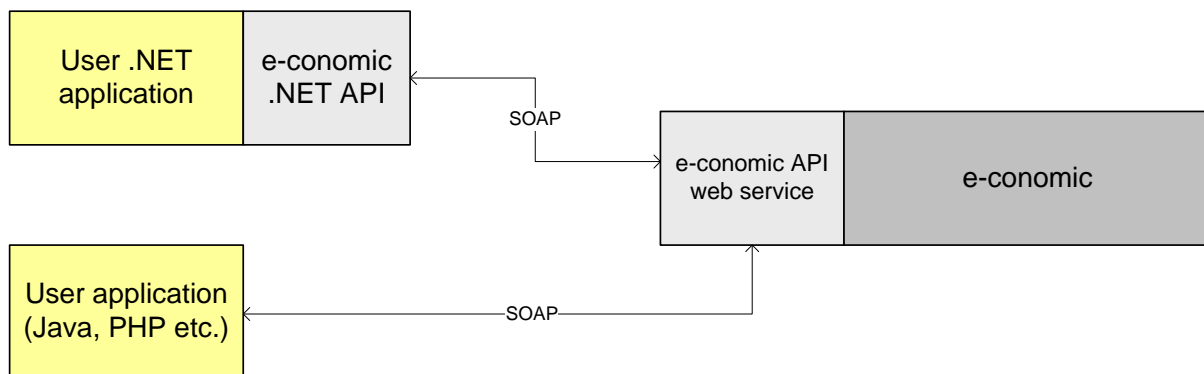 User .NET
application
e-conomic
.NET API
SOAP
e-conomic API
web service
e-conomic
User application
(Java, PHP etc.)
SOAP